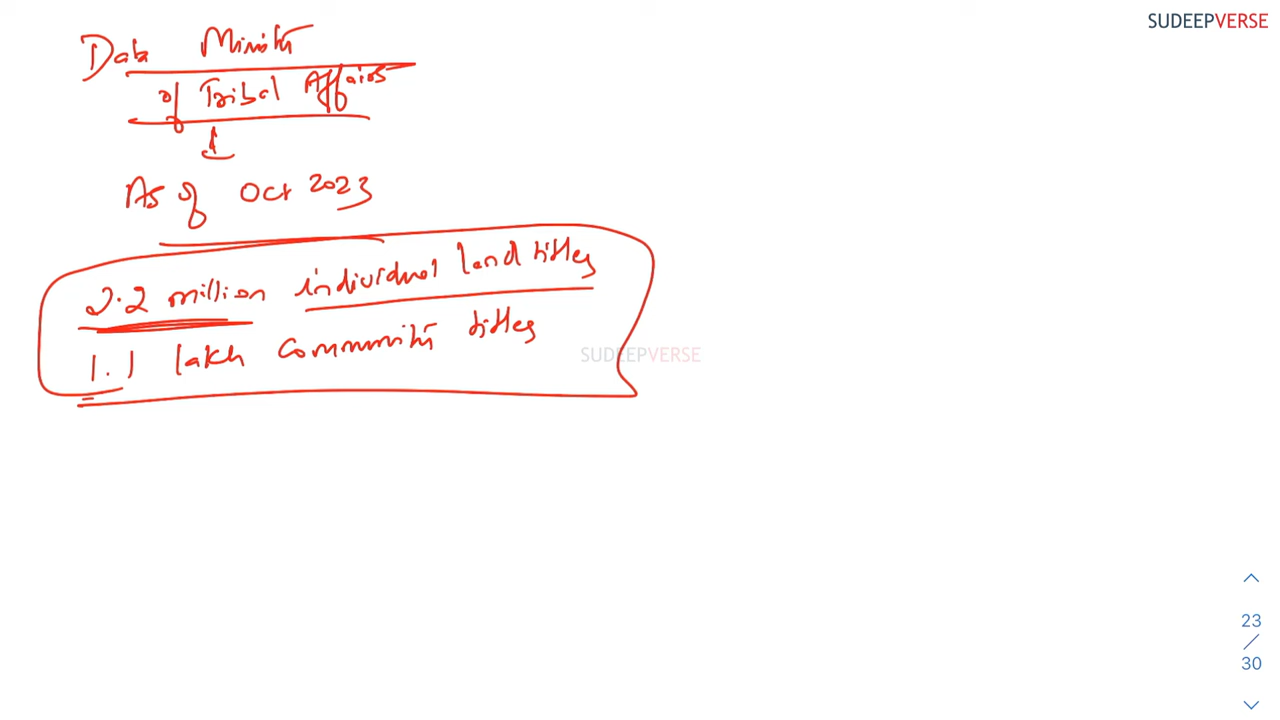 SUDEEPVERSE
Data Ministry
of Tribal Affairs
As of Oct 2023
2.2 million individual land titles
1.1 lakh community titles
SUDEEPVERSE
23
/
30